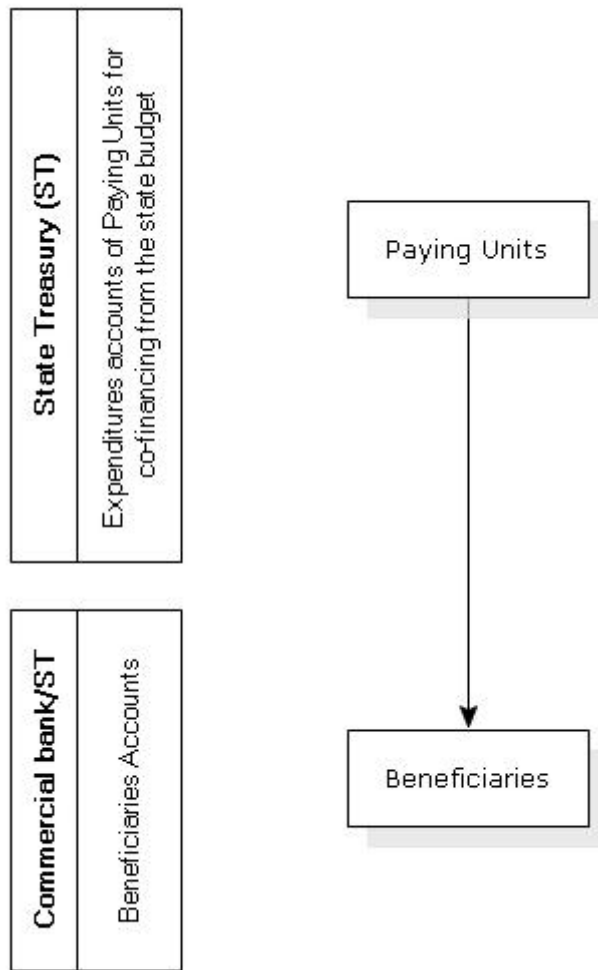 State Treasury (ST)
Expenditures accounts of Paying Units for
co-financing from the state budget
Paying Units
Commercial bank/ST
Beneficiaries Accounts
Beneficiaries